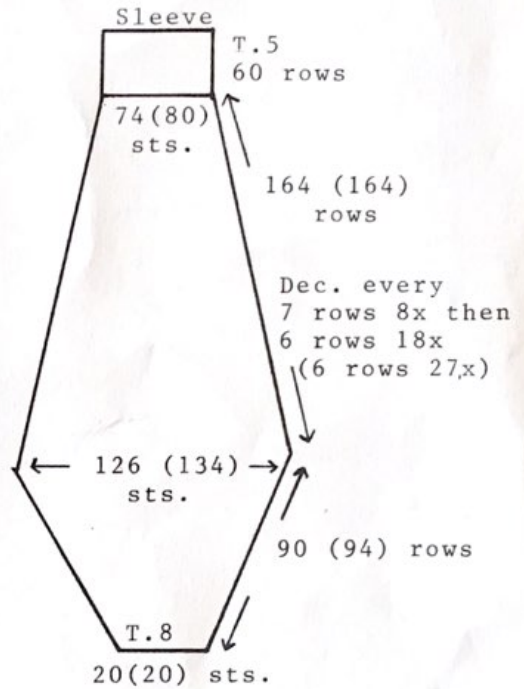 Sleeve
T.5
60 rows
74(80)
sts.
164 (164)
rows
Dec. every
7 rows 8x then
6 rows 18x
(6 rows 27,x)
126 (134)
sts.
90 (94) rows
T.8
20(20) sts.